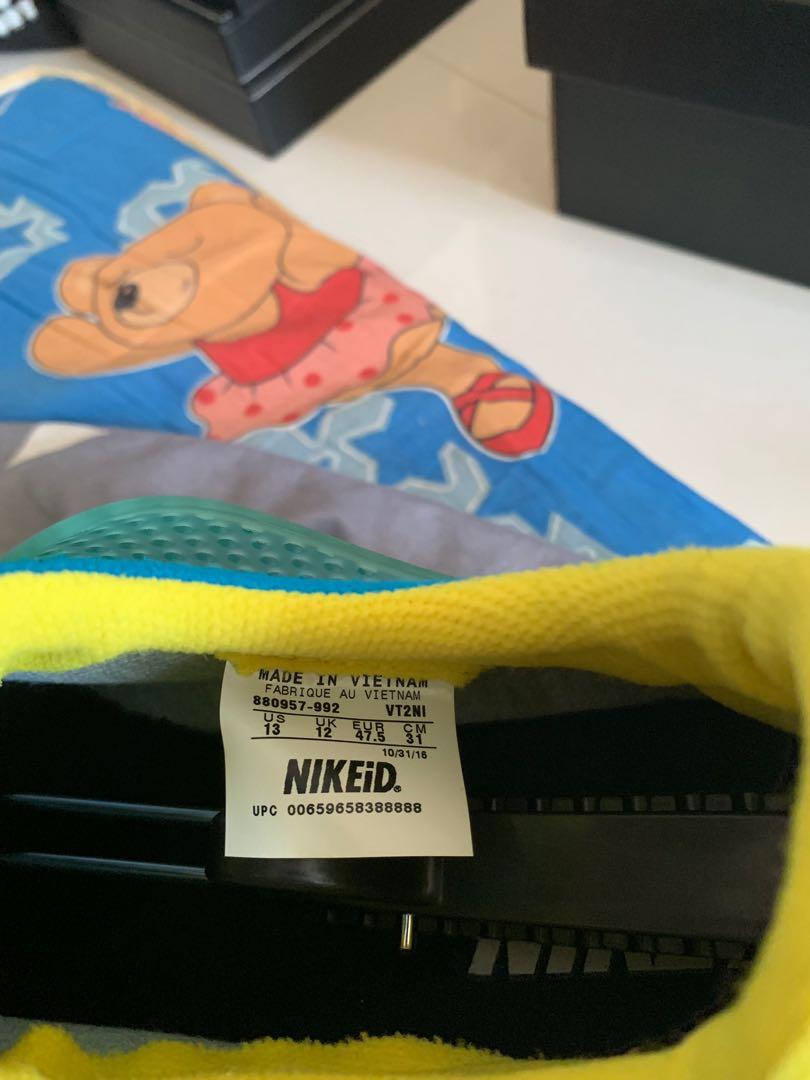 MADE IN VIETNAM
FABRIQUE AU VIETNAM
880957-992 VT2NI
US UK EUR CM
13 12 47.5 31
10/31/16
NIKEiD®
UPC 00659658388888